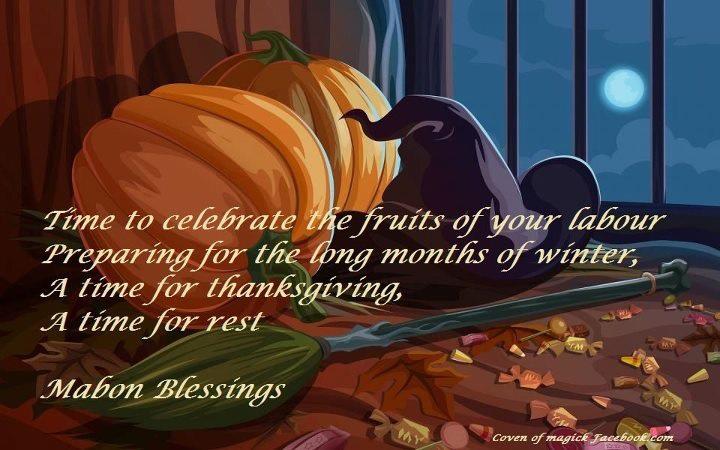 Time to celebrate the fruits of your labour
Preparing for the long months of winter,
A time for thanksgiving,
A time for rest
Mabon Blessings
Coven of magick Facebook.com